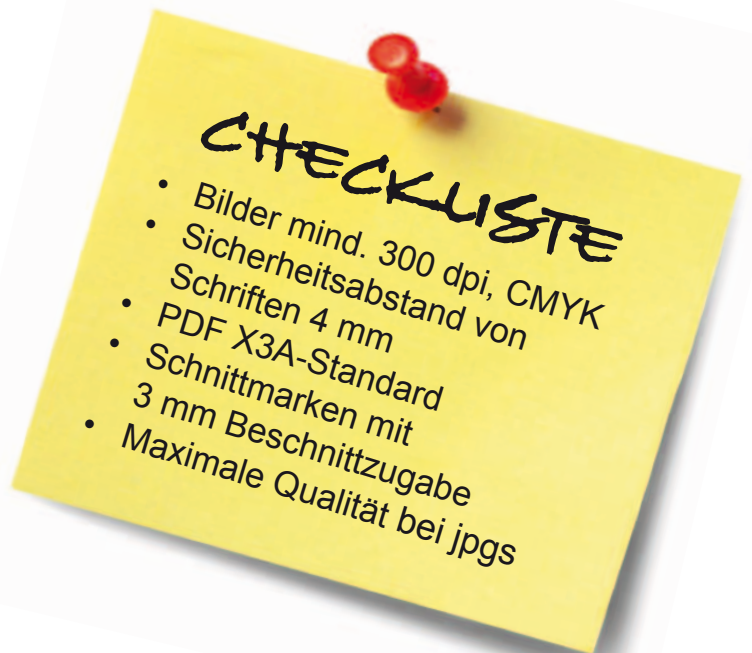 CHECKLISTE
• Bilder mind. 300 dpi, CMYK
• Sicherheitsabstand von
Schriften 4 mm
• PDF X3A-Standard
• Schnittmarken mit
3 mm Beschnittzugabe
• Maximale Qualität bei jpgs